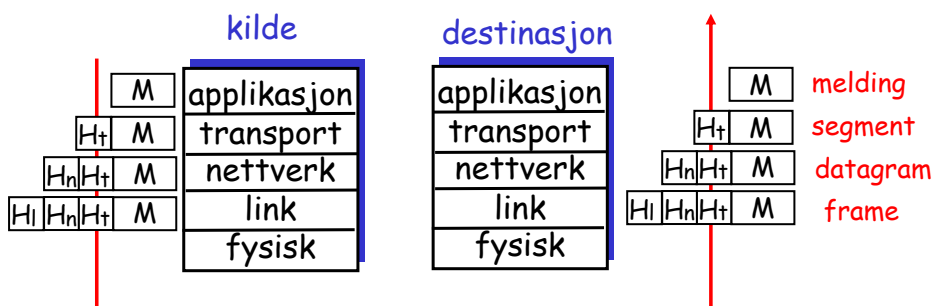 kilde
destinasjon
M applikasjon applikasjon M melding
Ht M transport transport Ht M segment
Hn Ht M nettverk nettverk Hn Ht M datagram
Hl Hn Ht M link link Hl Hn Ht M frame
fysisk fysisk